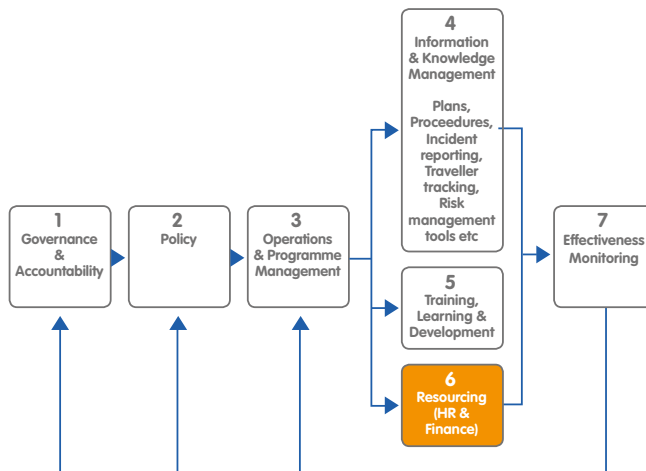 1
Governance
&
Accountability
2
Policy
3
Operations
& Programme
Management
4
Information
& Knowledge
Management
Plans,
Proceedures,
Incident
reporting,
Traveller
tracking,
Risk
management
tools etc
5
Training,
Learning &
Development
6
Resourcing
(HR &
Finance)
7
Effectiveness
Monitoring